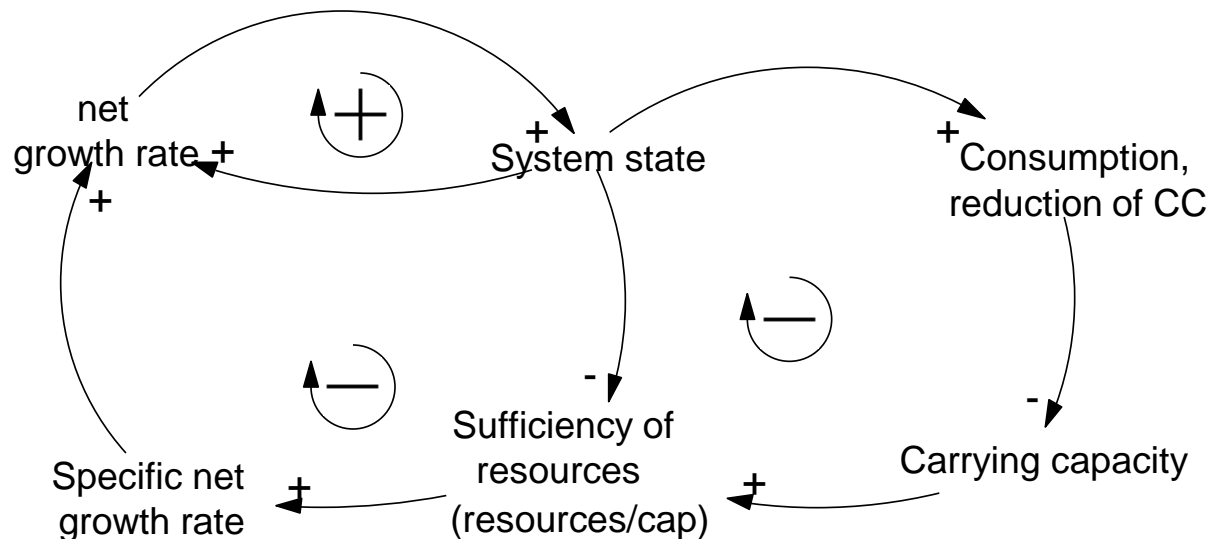 net
growth rate
+
+
+
System state
+
Consumption,
reduction of CC
+
-
-
Sufficiency of
resources
(resources/cap)
Carrying capacity
+
+
Specific net
growth rate